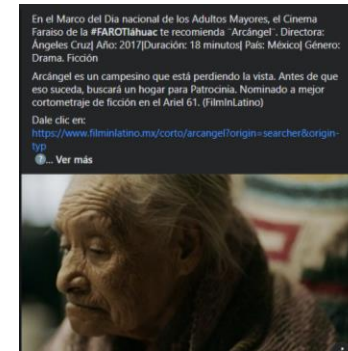 En el Marco del Día nacional de los Adultos Mayores, el Cinema
Faraiso de la #FAROTláhuac te recomienda ¨Arcángel¨. Directora:
Ángeles Cruz| Año: 2017|Duración: 18 minutos| País: México| Género:
Drama. Ficción
Arcángel es un campesino que está perdiendo la vista. Antes de que
eso suceda, buscará un hogar para Patrocinia. Nominado a mejor
cortometraje de ficción en el Ariel 61. (FilmInLatino)
Dale clic en:
https://www.filminlatino.mx/corto/arcangel?origin=searcher&origin-
typ
... Ver más